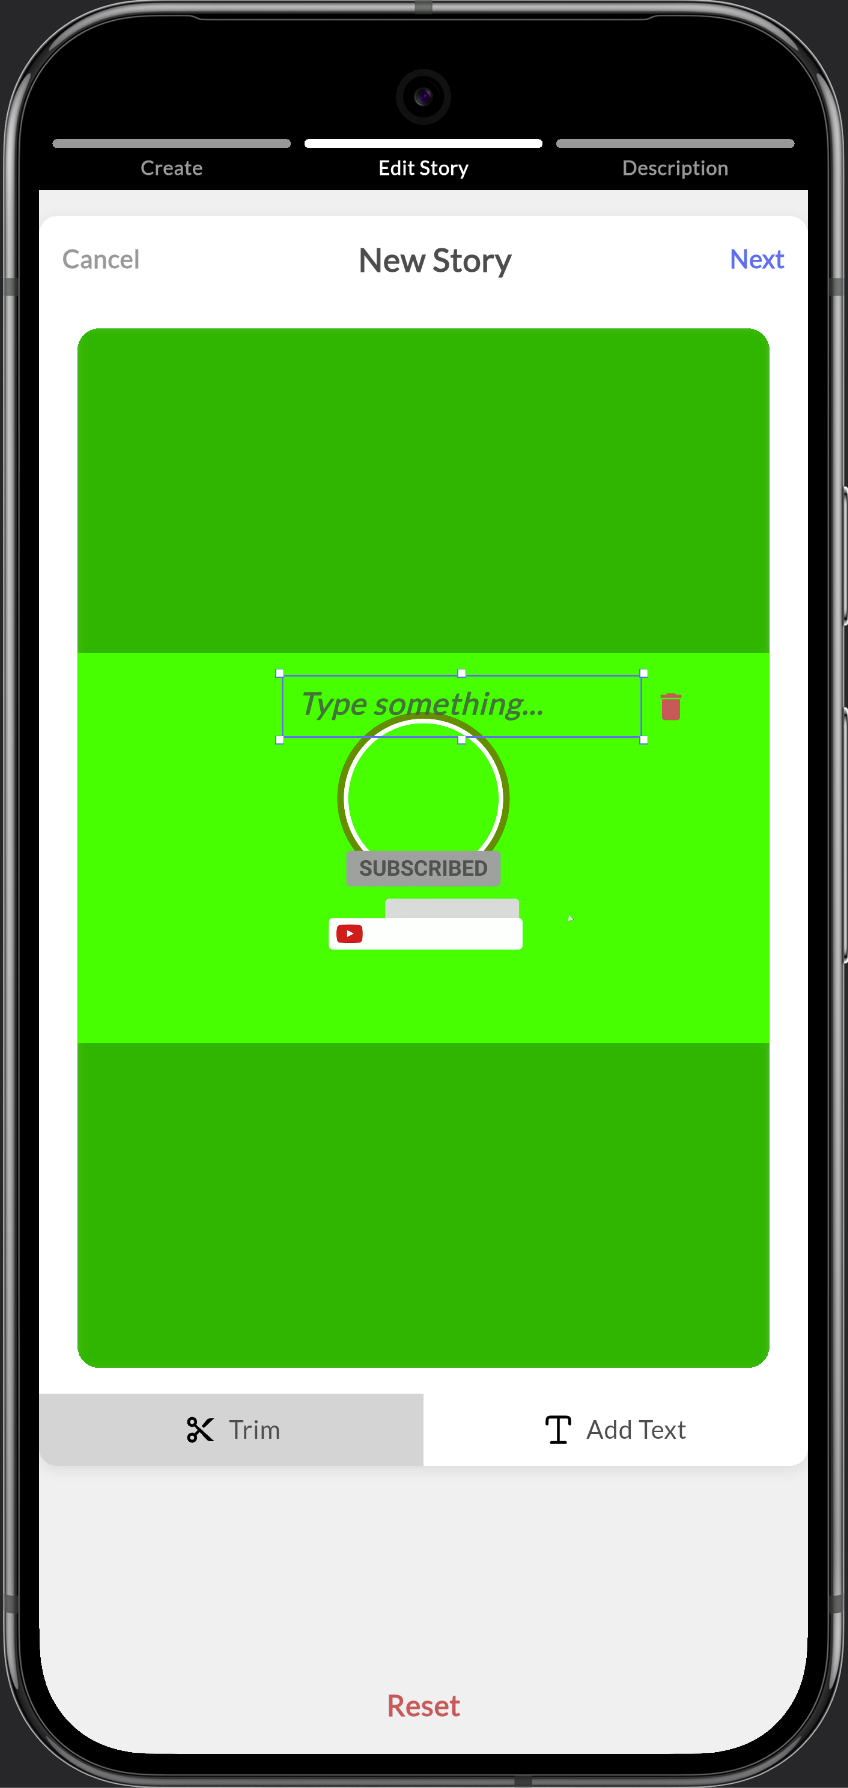 Create Edit Story Description
Cancel New Story Next
Type something...
SUBSCRIBED
Trim Add Text
Reset